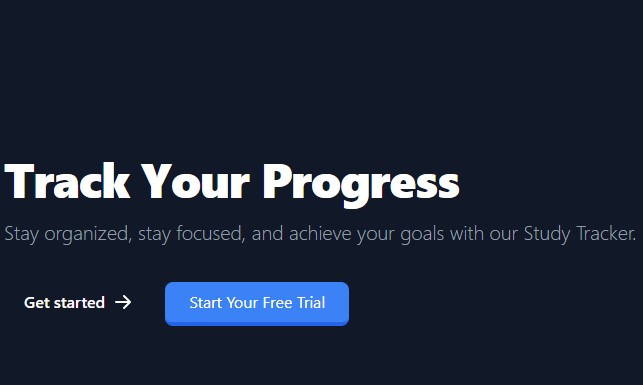 Track Your Progress
Stay organized, stay focused, and achieve your goals with our Study Tracker.
Get started → Start Your Free Trial